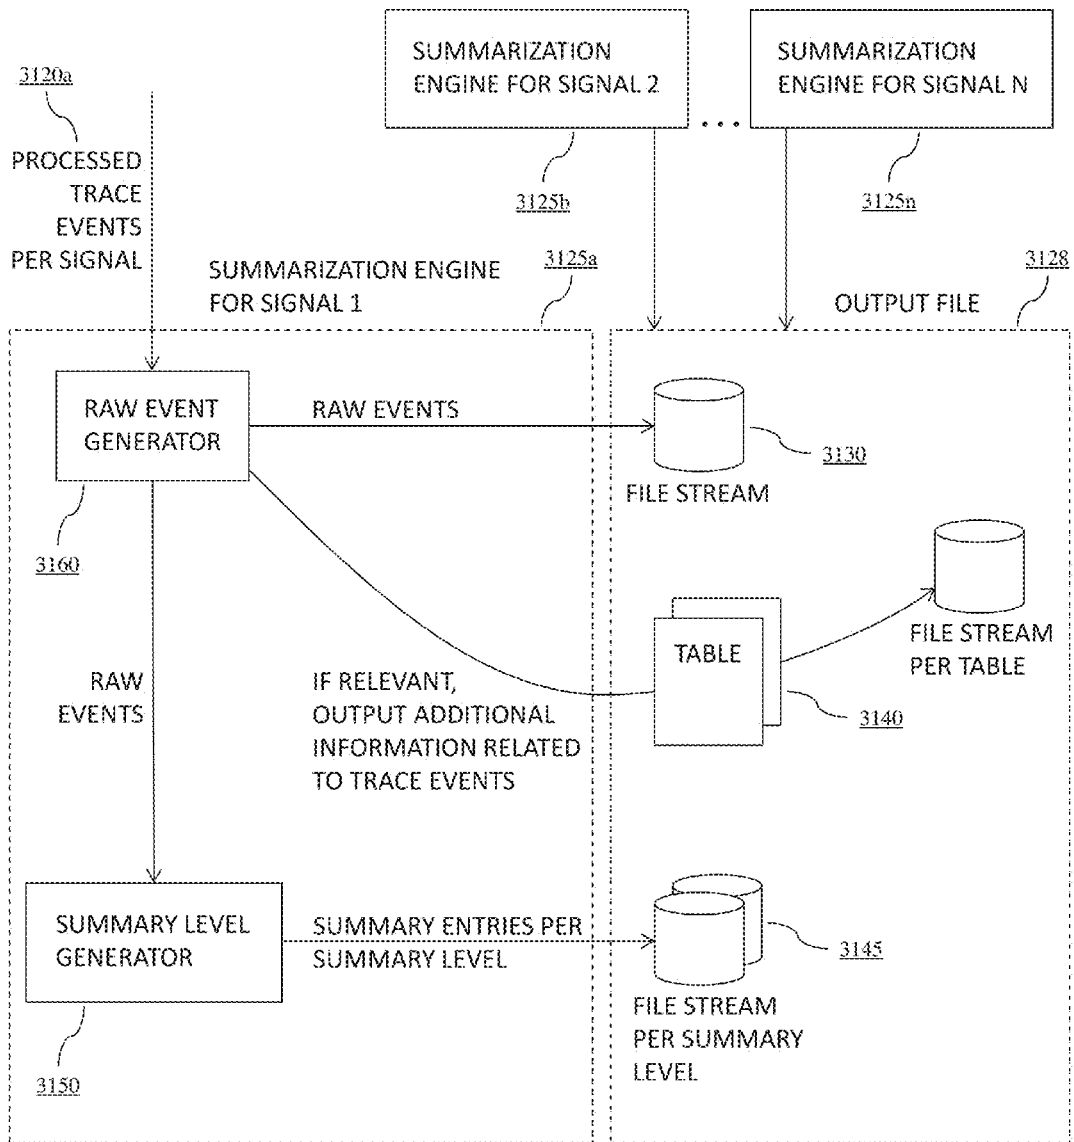 SUMMARIZATION
ENGINE FOR SIGNAL 2
SUMMARIZATION
ENGINE FOR SIGNAL N
. . .
3120a
PROCESSED
TRACE
EVENTS
PER SIGNAL
3125b
3125n
SUMMARIZATION ENGINE
FOR SIGNAL 1
3125a
OUTPUT FILE
3128
RAW EVENT
GENERATOR
RAW EVENTS
3130
FILE STREAM
3160
TABLE
FILE STREAM
PER TABLE
3140
RAW
EVENTS
IF RELEVANT,
OUTPUT ADDITIONAL
INFORMATION RELATED
TO TRACE EVENTS
SUMMARY LEVEL
GENERATOR
SUMMARY ENTRIES PER
SUMMARY LEVEL
3145
FILE STREAM
PER SUMMARY
LEVEL
3150